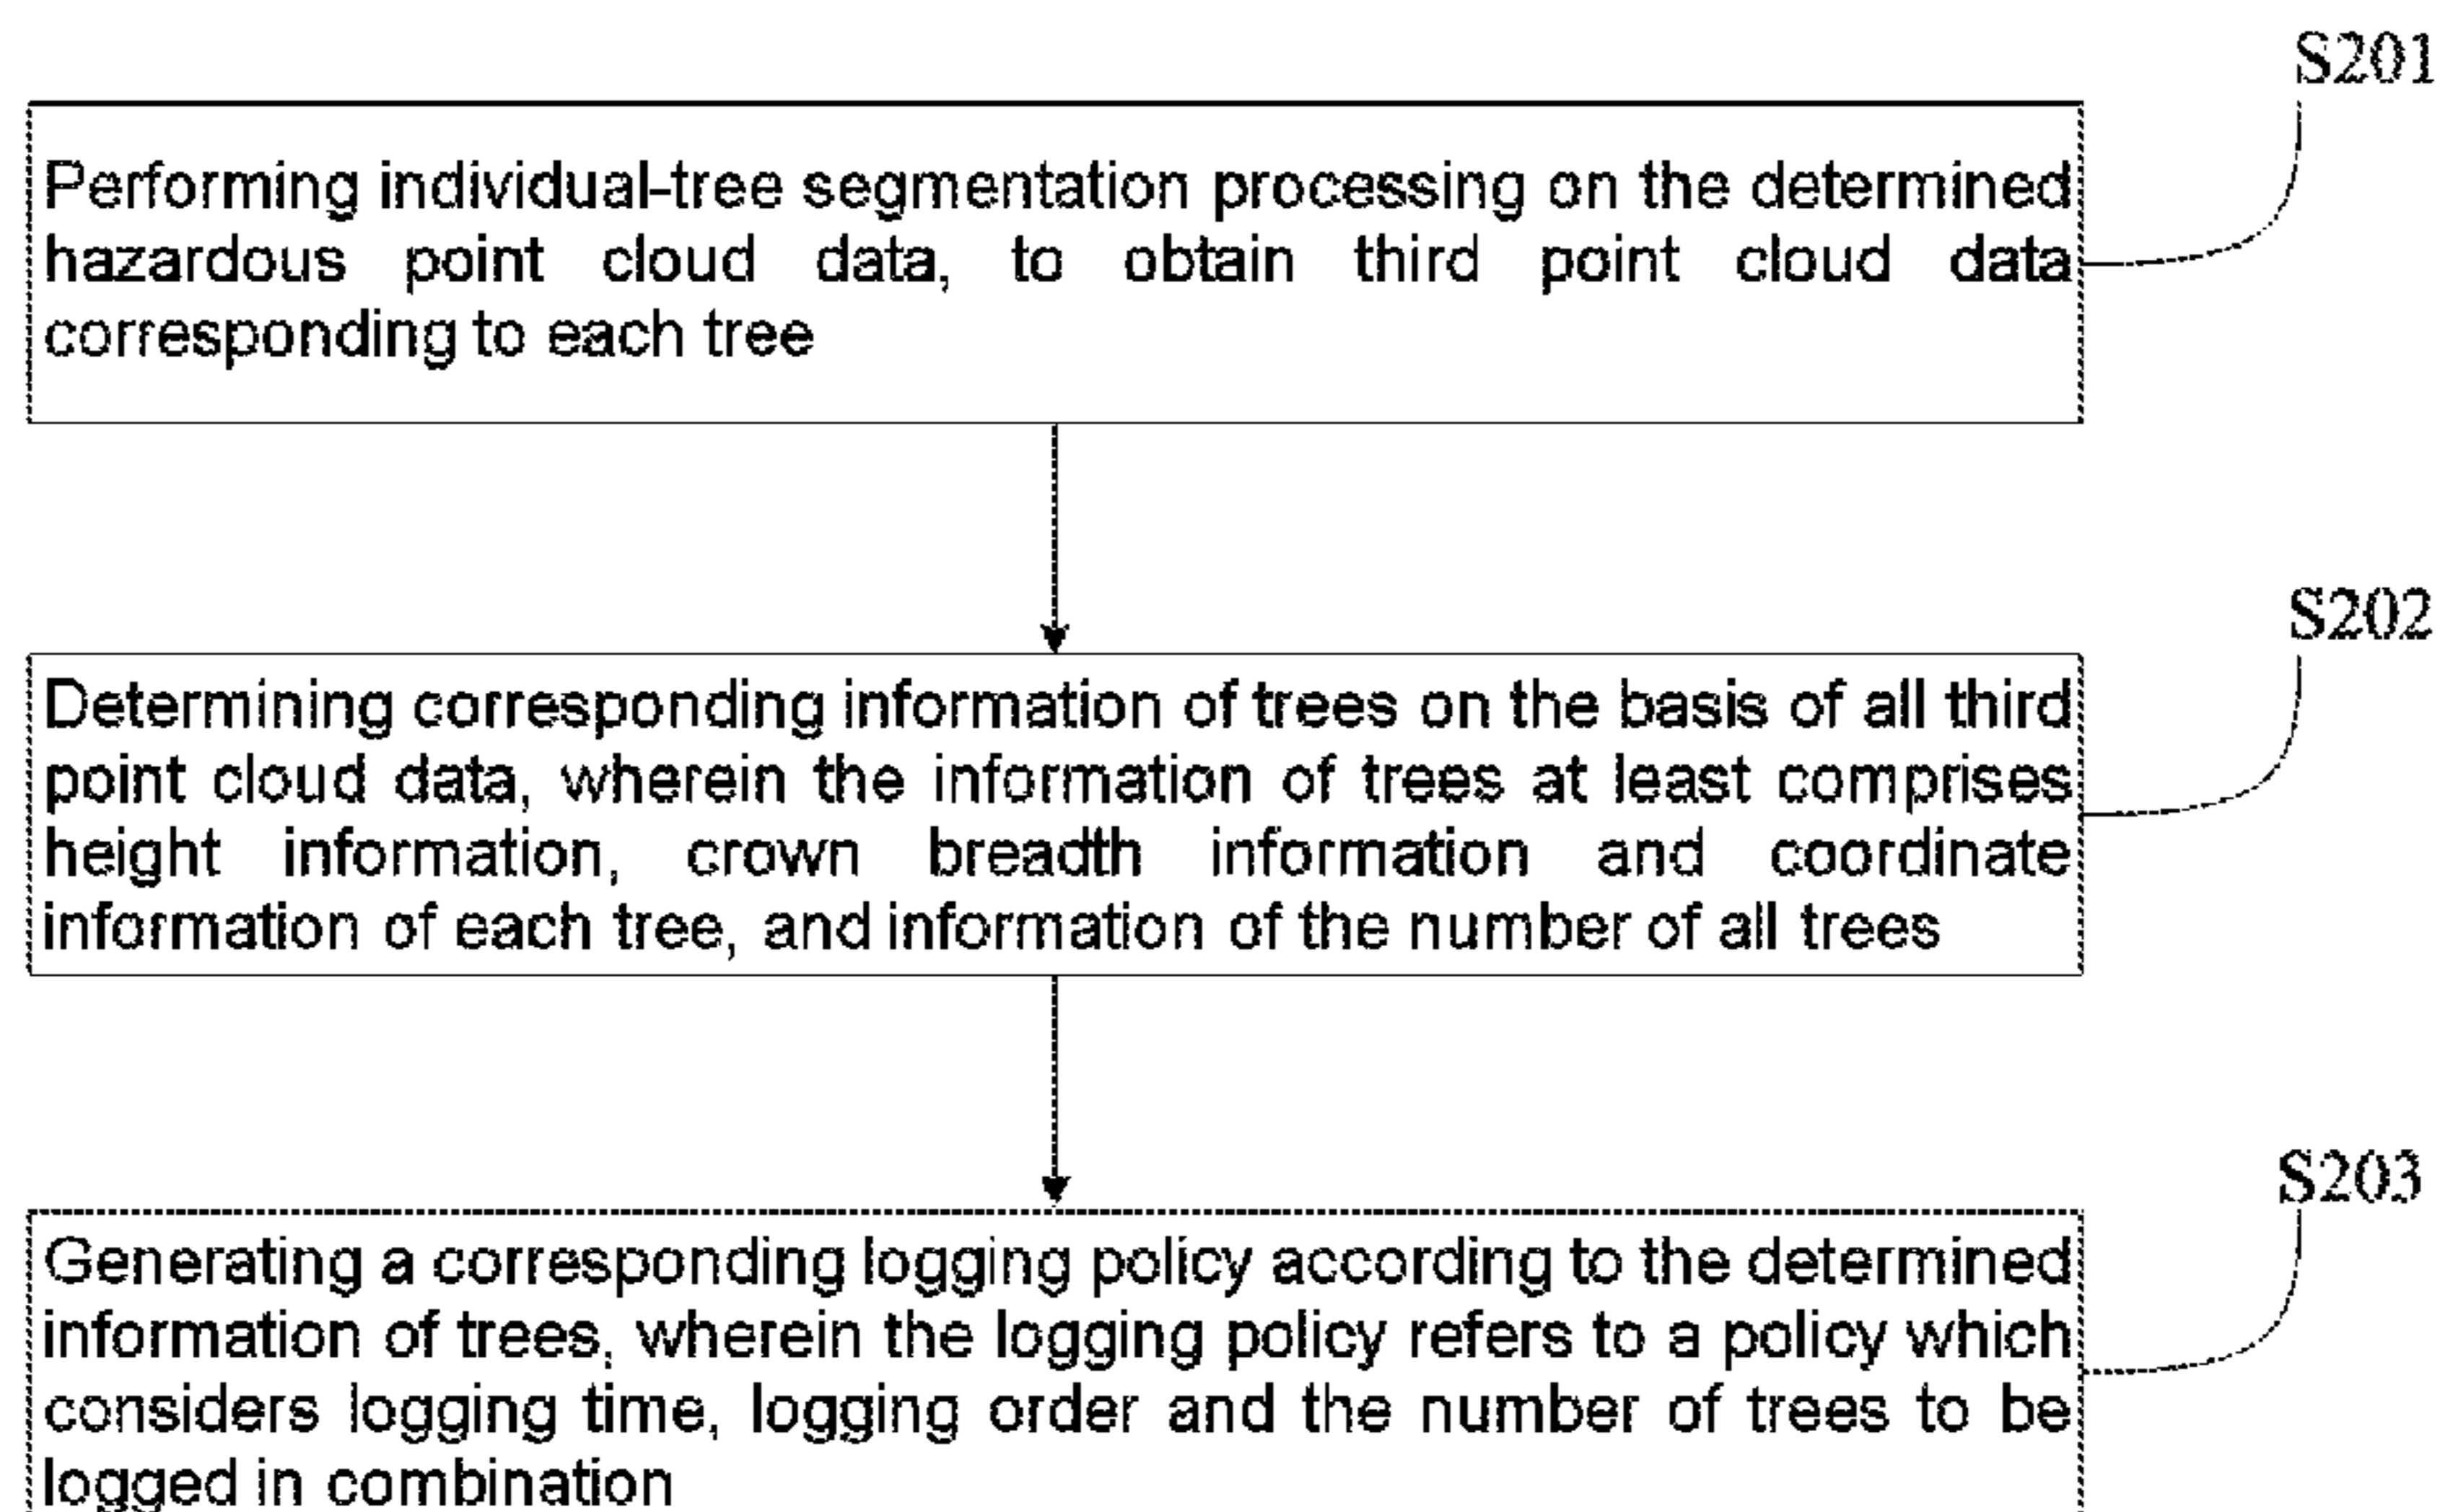 S201
Performing individual-tree segmentation processing on the determined
hazardous point cloud data, to obtain third point cloud data
corresponding to each tree
S202
Determining corresponding information of trees on the basis of all third
point cloud data, wherein the information of trees at least comprises
height information, crown breadth information and coordinate
information of each tree, and information of the number of all trees
S203
Generating a corresponding logging policy according to the determined
information of trees, wherein the logging policy refers to a policy which
considers logging time, logging order and the number of trees to be
logged in combination